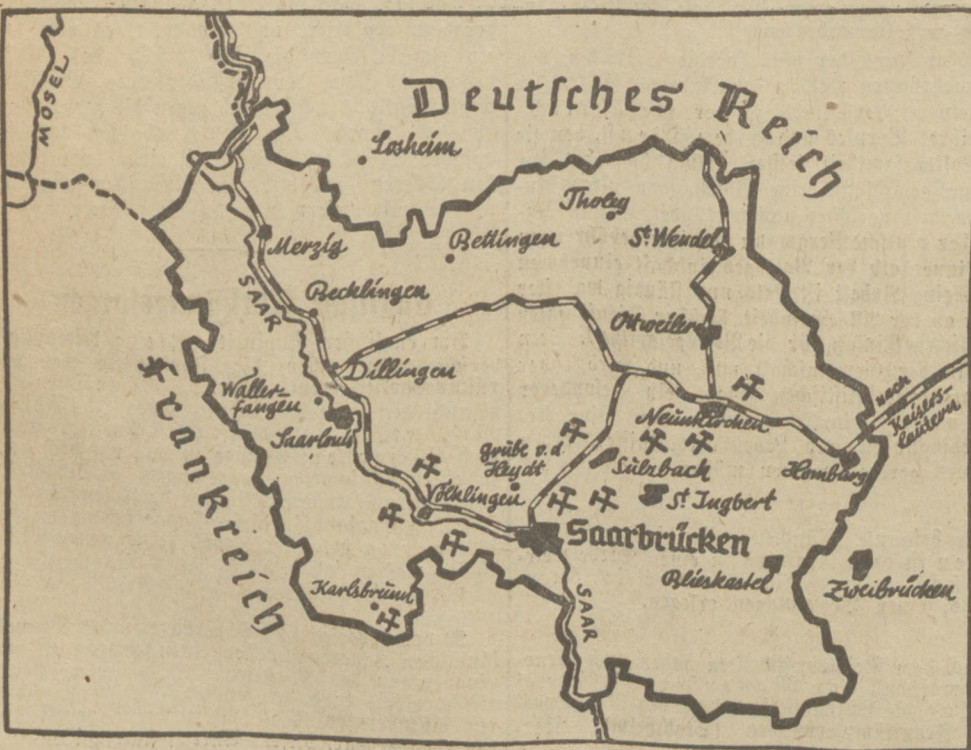 Deutsches Reich
MOSEL
Losheim
Tholey
St. Wendel
Bettingen
Merzig
SAAR
Becklingen
Ottweiler
Dillingen
nach
Kaisers-
lautern
Waller-
fangen
Saarlouis
Neunkirchen
Frankreich
Grube v. d.
Heydt
Sulzbach
Homburg
Völklingen
St. Ingbert
Saarbrücken
Karlsbrunn
Blieskastel
Zweibrücken
SAAR